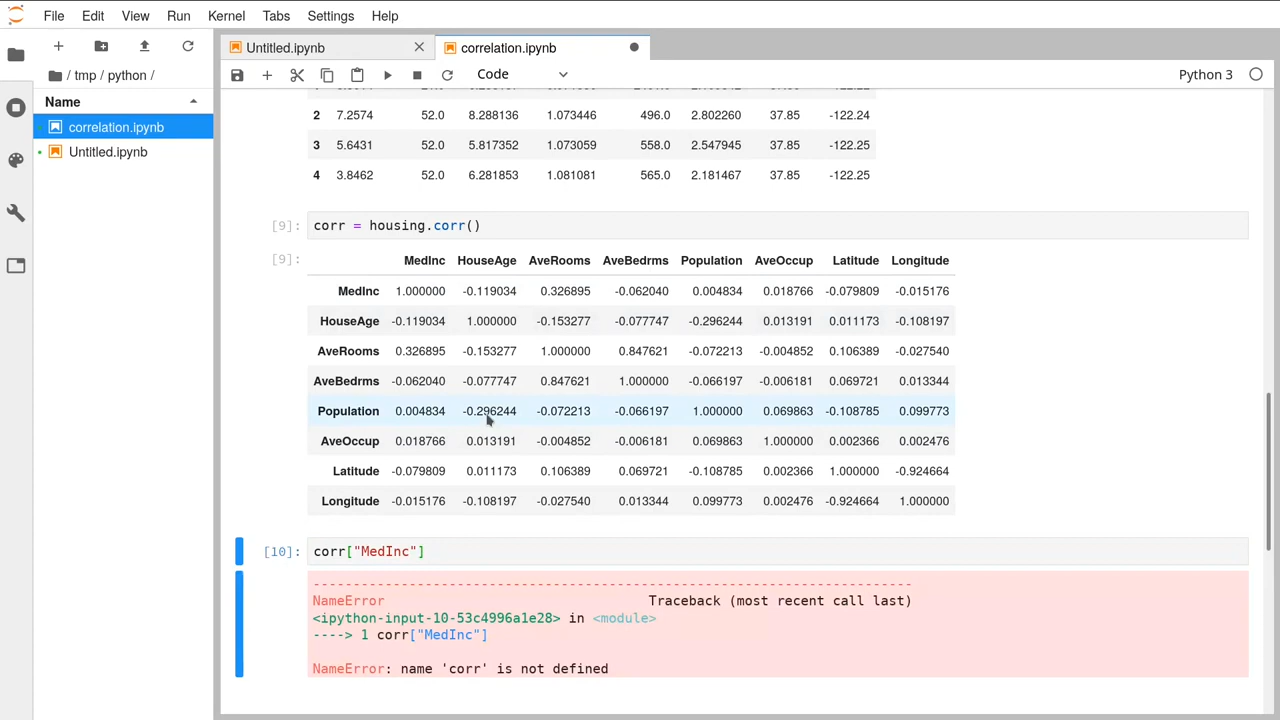 File Edit View Run Kernel Tabs Settings Help
Untitled.ipynb
correlation.ipynb
/ tmp / python /
Code
Python 3
Name
correlation.ipynb
Untitled.ipynb
2 7.2574 52.0 8.288136 1.073446 496.0 2.802260 37.85 -122.24
3 5.6431 52.0 5.817352 1.073059 558.0 2.547945 37.85 -122.25
4 3.8462 52.0 6.281853 1.081081 565.0 2.181467 37.85 -122.25
[9]: corr = housing.corr()
[9]: MedInc HouseAge AveRooms AveBedrms Population AveOccup Latitude Longitude
MedInc 1.000000 -0.119034 0.326895 -0.062040 0.004834 0.018766 -0.079809 -0.015176
HouseAge -0.119034 1.000000 -0.153277 -0.077747 -0.296244 0.013191 0.011173 -0.108197
AveRooms 0.326895 -0.153277 1.000000 0.847621 -0.072213 -0.004852 0.106389 -0.027540
AveBedrms -0.062040 -0.077747 0.847621 1.000000 -0.066197 -0.006181 0.069721 0.013344
Population 0.004834 -0.296244 -0.072213 -0.066197 1.000000 0.069863 -0.108785 0.099773
AveOccup 0.018766 0.013191 -0.004852 -0.006181 0.069863 1.000000 0.002366 0.002476
Latitude -0.079809 0.011173 0.106389 0.069721 -0.108785 0.002366 1.000000 -0.924664
Longitude -0.015176 -0.108197 -0.027540 0.013344 0.099773 0.002476 -0.924664 1.000000
[10]: corr["MedInc"]
---------------------------------------------------------------------------
NameError Traceback (most recent call last)
<ipython-input-10-53c4996a1e28> in <module>
----> 1 corr["MedInc"]
NameError: name 'corr' is not defined